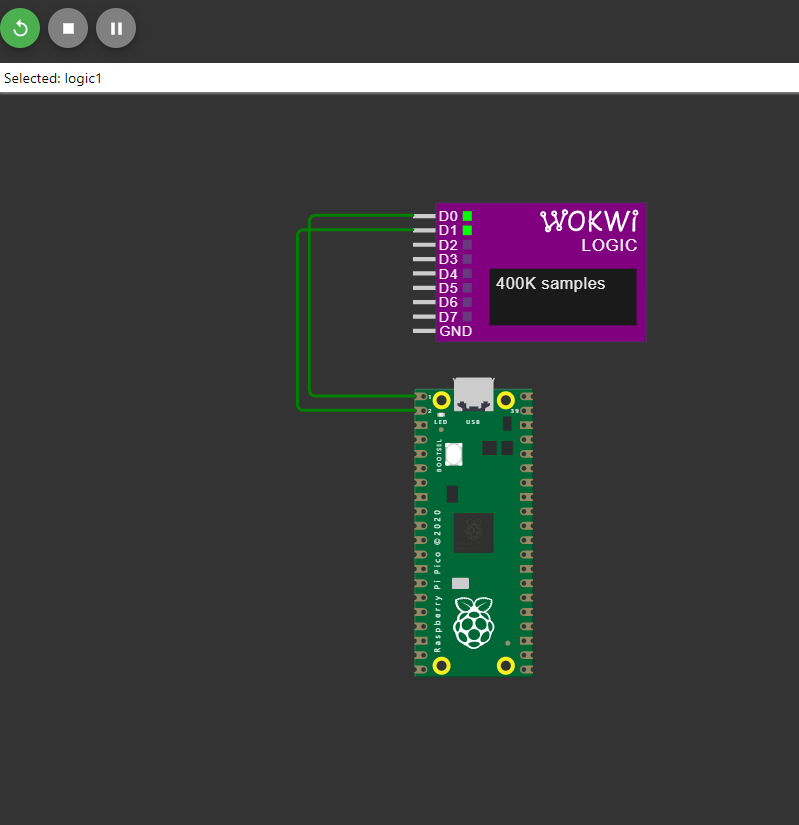 Selected: logic1
D0
D1
D2
D3
D4
D5
D6
D7
GND
WOKWi
LOGIC
400K samples
1
2
39
LED
USB
BOOTSEL
Raspberry Pi Pico ©2020